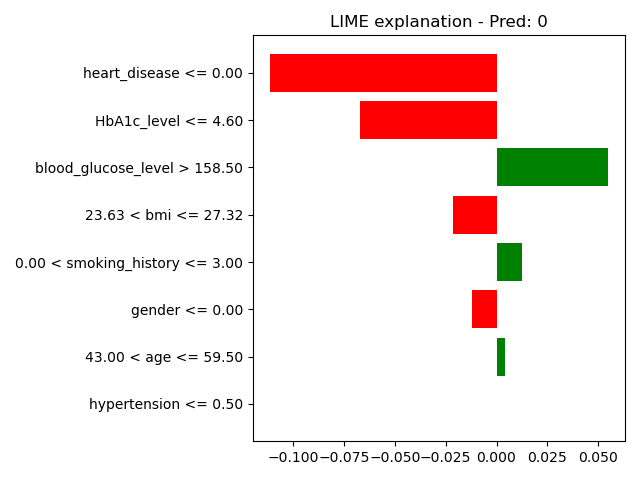 LIME explanation - Pred: 0
heart_disease <= 0.00
HbA1c_level <= 4.60
blood_glucose_level > 158.50
23.63 < bmi <= 27.32
0.00 < smoking_history <= 3.00
gender <= 0.00
43.00 < age <= 59.50
hypertension <= 0.50
−0.100 −0.075 −0.050 −0.025 0.000 0.025 0.050